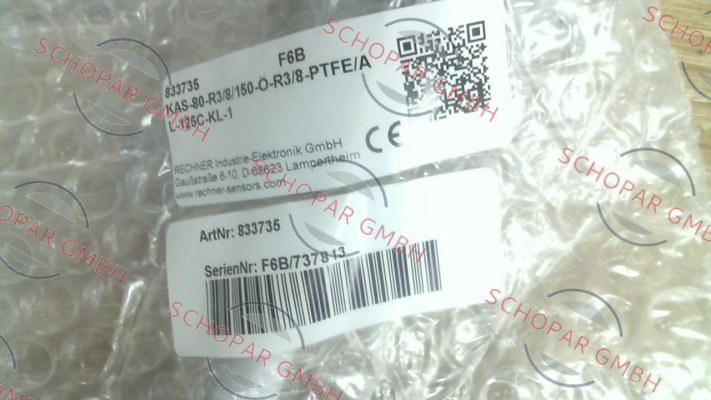 F6B
833735
KAS-80-R3/8/150-Ö-R3/8-PTFE/A
L-125C-KL-1
CE
RECHNER Industrie-Elektronik GmbH
Gaußstraße 6-10, D-68623 Lampertheim
www.rechner-sensors.com
ArtNr: 833735
SerienNr: F6B/737813
SCHOPAR GMBH
SCHOPAR GMBH
SCHOPAR GMBH
SCHOPAR GMBH
SCHOPAR GMBH
SCHOPAR GMBH
SCHOPAR GMBH